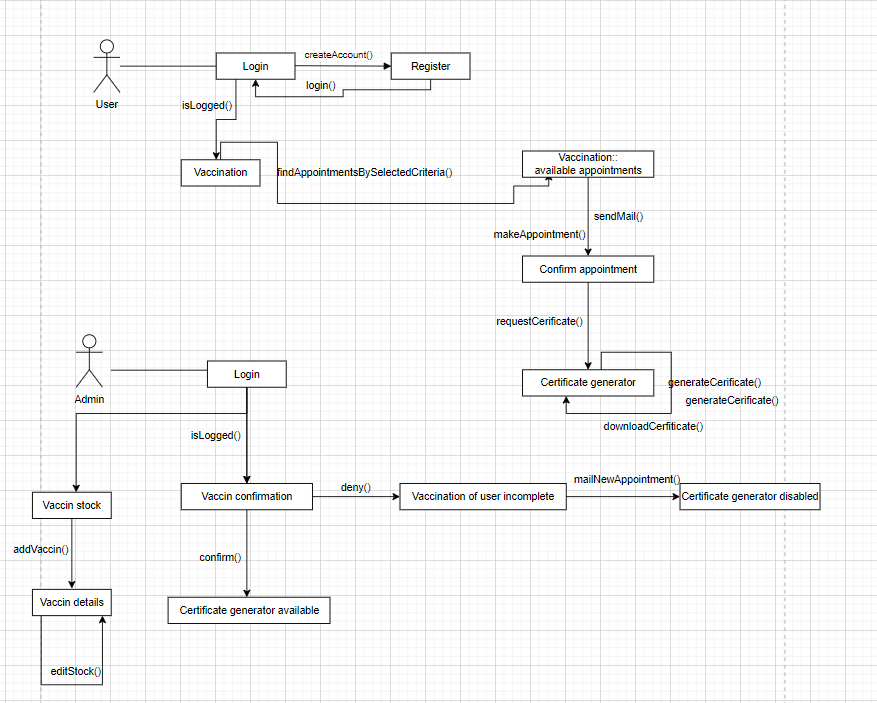 createAccount()
Login
Register
login()
User
isLogged()
Vaccination::
available appointments
Vaccination
findAppointmentsBySelectedCriteria()
sendMail()
makeAppointment()
Confirm appointment
requestCerificate()
Login
Certificate generator
generateCerificate()
Admin
generateCerificate()
downloadCerfiticate()
isLogged()
mailNewAppointment()
deny()
Vaccin stock
Vaccin confirmation
Vaccination of user incomplete
Certificate generator disabled
addVaccin()
confirm()
Vaccin details
Certificate generator available
editStock()